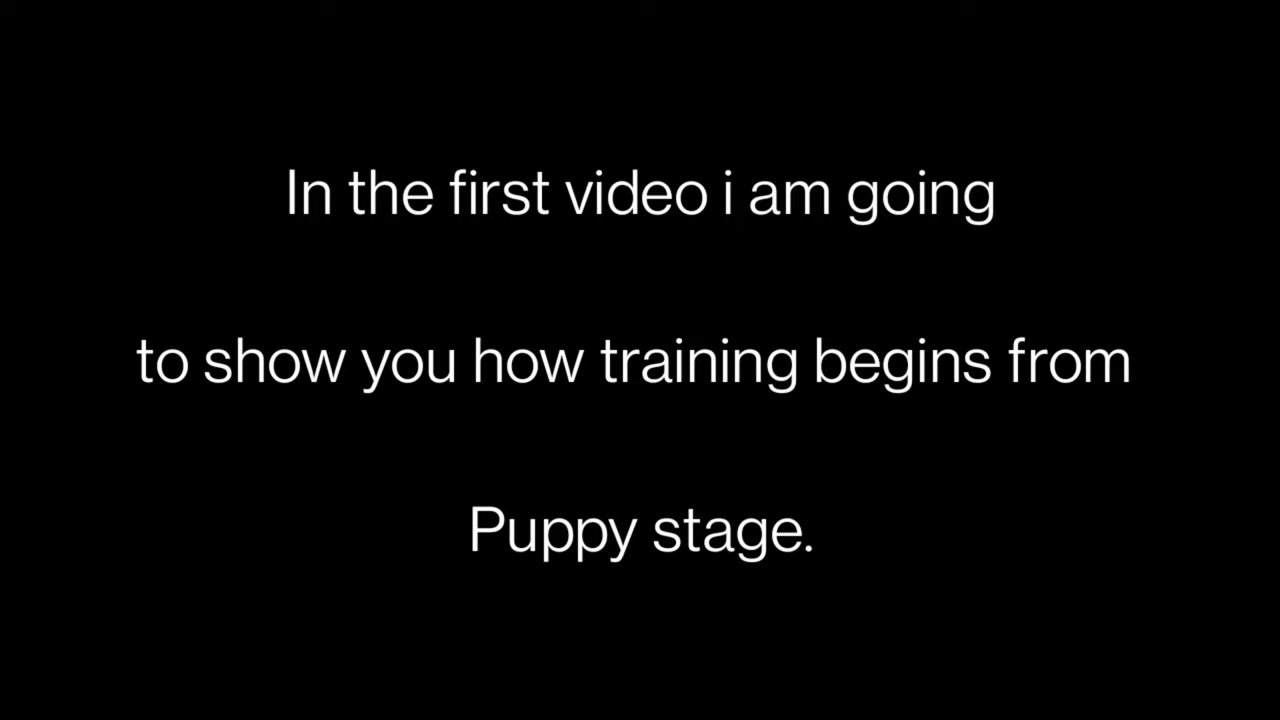 In the first video i am going
to show you how training begins from
Puppy stage.